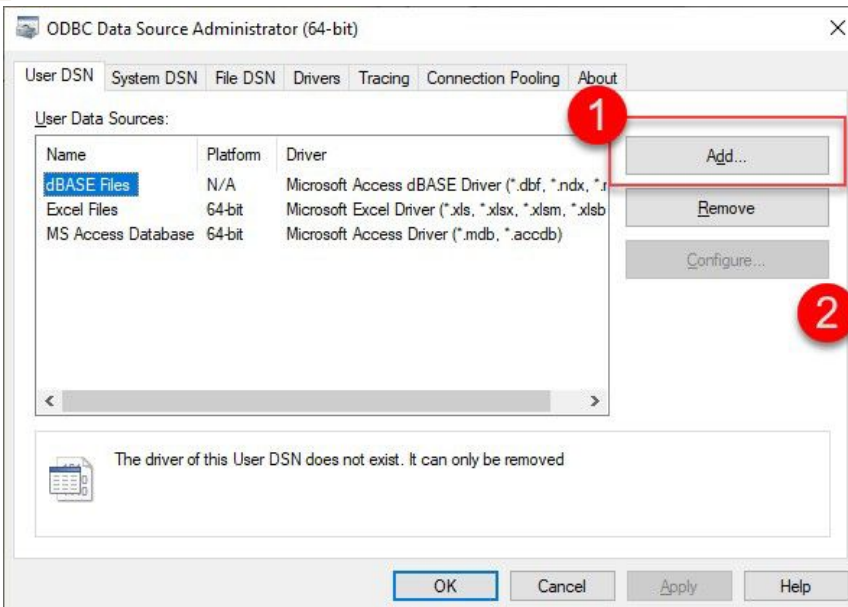 ODBC Data Source Administrator (64-bit)
User DSN System DSN File DSN Drivers Tracing Connection Pooling About
User Data Sources:
1
Name Platform Driver
Add...
dBASE Files N/A Microsoft Access dBASE Driver (*.dbf, *.ndx, *.r
Excel Files 64-bit Microsoft Excel Driver (*.xls, *.xlsx, *.xlsm, *.xlsb
Remove
MS Access Database 64-bit Microsoft Access Driver (*.mdb, *.accdb)
Configure...
2
The driver of this User DSN does not exist. It can only be removed
OK Cancel Apply Help